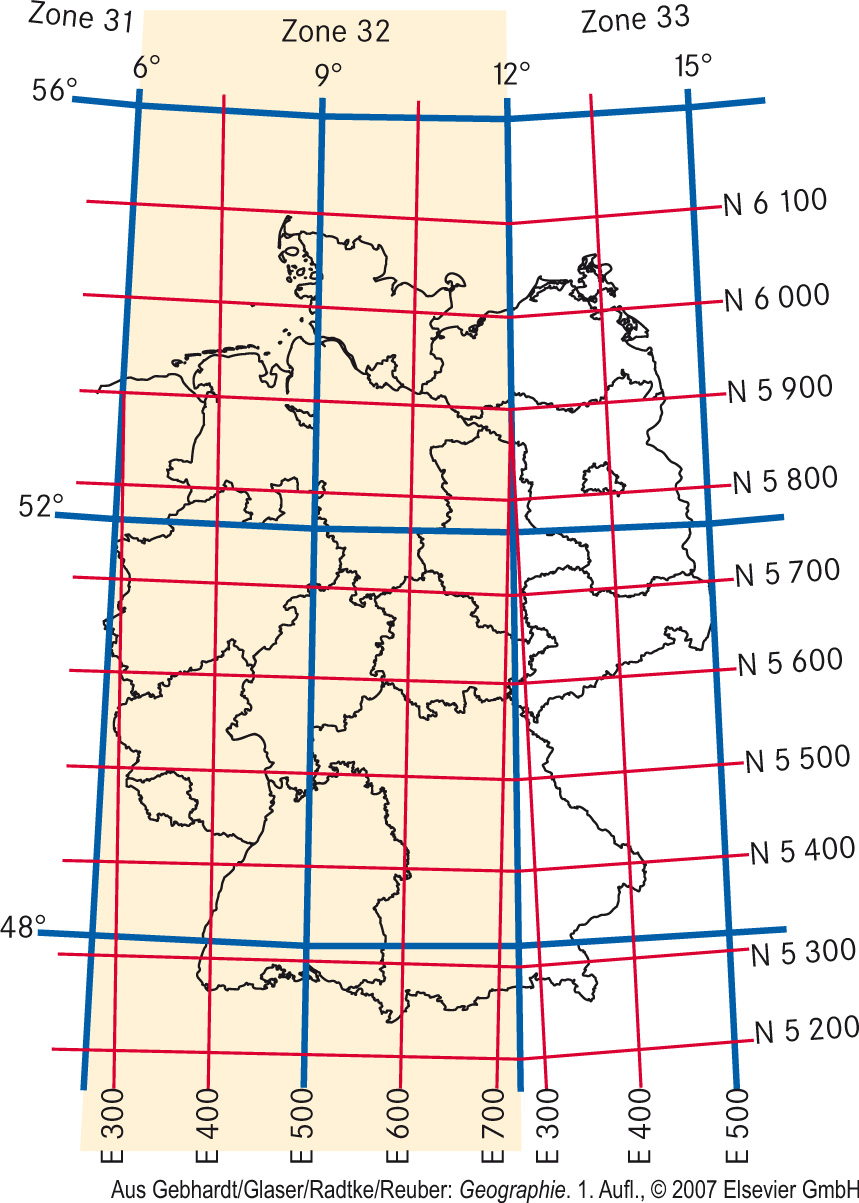 Zone 31
Zone 32
Zone 33
6°
9°
12°
15°
56°
N 6 100
N 6 000
N 5 900
N 5 800
52°
N 5 700
N 5 600
N 5 500
N 5 400
48°
N 5 300
N 5 200
E 300
E 400
E 500
E 600
E 700
E 300
E 400
E 500
Aus Gebhardt/Glaser/Radtke/Reuber: Geographie. 1. Aufl., © 2007 Elsevier GmbH